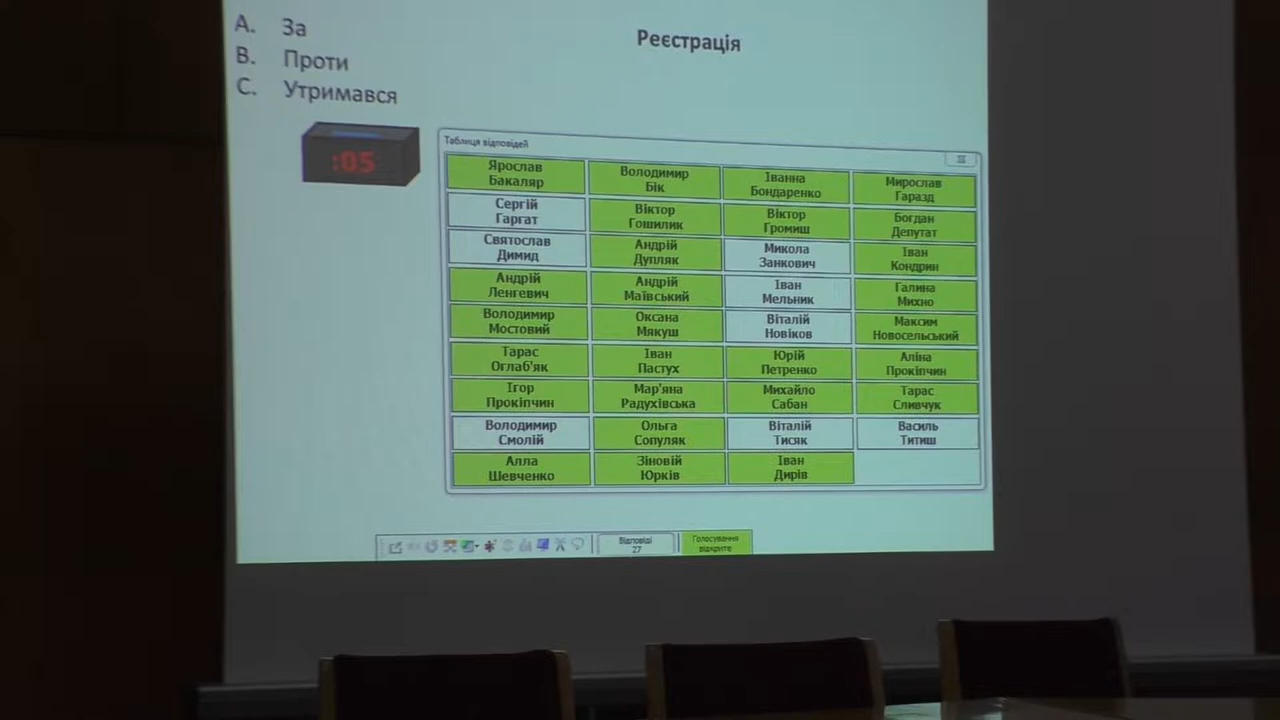 А. За
В. Проти
С. Утримався
Реєстрація
:05
Таблиця відповідей
Ярослав Бакаляр
Володимир Бік
Іванна Бондаренко
Мирослав Гаразд
Сергій Гаргат
Віктор Гошилик
Віктор Громиш
Богдан Депутат
Святослав Димид
Андрій Дупляк
Микола Занкович
Іван Кондрин
Андрій Ленгевич
Андрій Маївський
Іван Мельник
Галина Михно
Володимир Мостовий
Оксана Мякуш
Віталій Новіков
Максим Новосельський
Тарас Оглаб'як
Іван Пастух
Юрій Петренко
Аліна Прокіпчин
Ігор Прокіпчин
Мар'яна Радухівська
Михайло Сабан
Тарас Сливчук
Володимир Смолій
Ольга Сопуляк
Віталій Тисяк
Василь Титиш
Алла Шевченко
Зіновій Юрків
Іван Дирів
Відповіді 27
Голосування відкрите